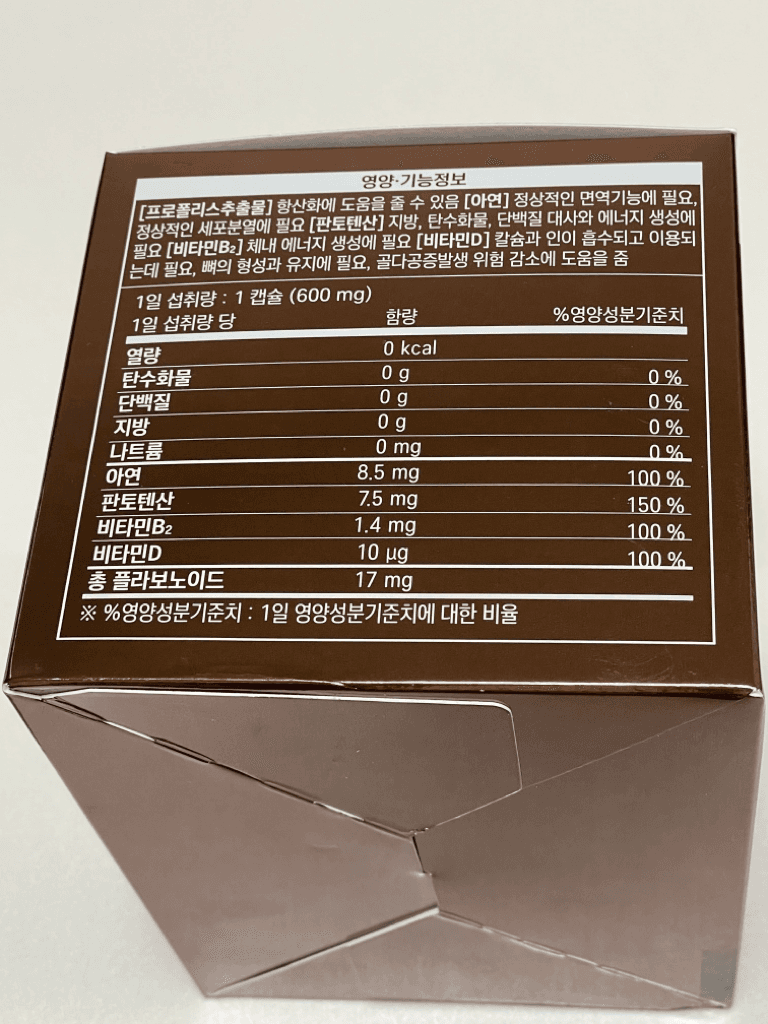 영양·기능정보
[프로폴리스추출물] 항산화에 도움을 줄 수 있음 [아연] 정상적인 면역기능에 필요,
정상적인 세포분열에 필요 [판토텐산] 지방, 탄수화물, 단백질 대사와 에너지 생성에
필요 [비타민B₂] 체내 에너지 생성에 필요 [비타민D] 칼슘과 인이 흡수되고 이용되
는데 필요, 뼈의 형성과 유지에 필요, 골다공증발생 위험 감소에 도움을 줌
1일 섭취량 : 1 캡슐 (600 mg)
1일 섭취량 당 함량 %영양성분기준치
열량 0 kcal
탄수화물 0 g 0 %
단백질 0 g 0 %
지방 0 g 0 %
나트륨 0 mg 0 %
아연 8.5 mg 100 %
판토텐산 7.5 mg 150 %
비타민B₂ 1.4 mg 100 %
비타민D 10 µg 100 %
총 플라보노이드 17 mg
※ %영양성분기준치 : 1일 영양성분기준치에 대한 비율